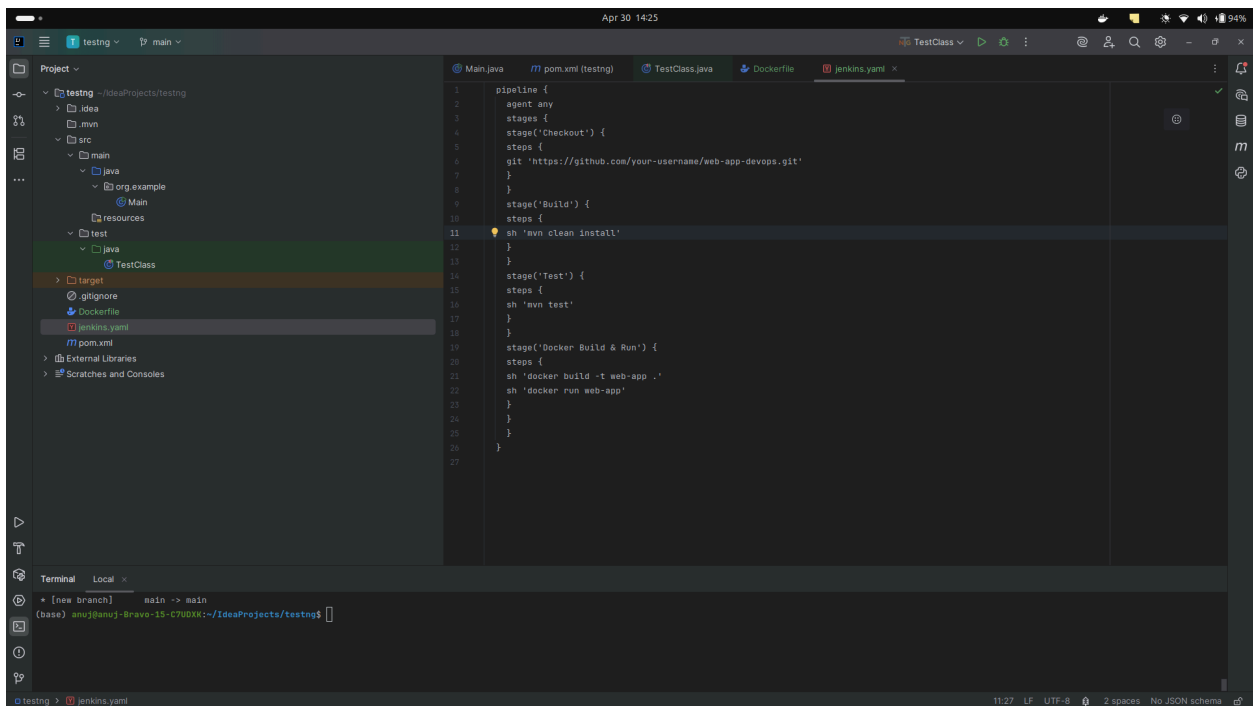 Apr 30 14:25
94%
T testng main
TestClass
Project
Main.java
m pom.xml (testng)
TestClass.java
Dockerfile
jenkins.yaml
testng ~/IdeaProjects/testng
.idea
.mvn
src
main
java
org.example
Main
resources
test
java
TestClass
target
.gitignore
Dockerfile
jenkins.yaml
m pom.xml
External Libraries
Scratches and Consoles
1 pipeline {
2 agent any
3 stages {
4 stage('Checkout') {
5 steps {
6 git 'https://github.com/your-username/web-app-devops.git'
7 }
8 }
9 stage('Build') {
10 steps {
11 sh 'mvn clean install'
12 }
13 }
14 stage('Test') {
15 steps {
16 sh 'mvn test'
17 }
18 }
19 stage('Docker Build & Run') {
20 steps {
21 sh 'docker build -t web-app .'
22 sh 'docker run web-app'
23 }
24 }
25 }
26 }
27
m
Terminal Local
* [new branch] main -> main
(base) anuj@anuj-Bravo-15-C7UDXK:~/IdeaProjects/testng$
testng > jenkins.yaml
11:27 LF UTF-8 2 spaces No JSON schema